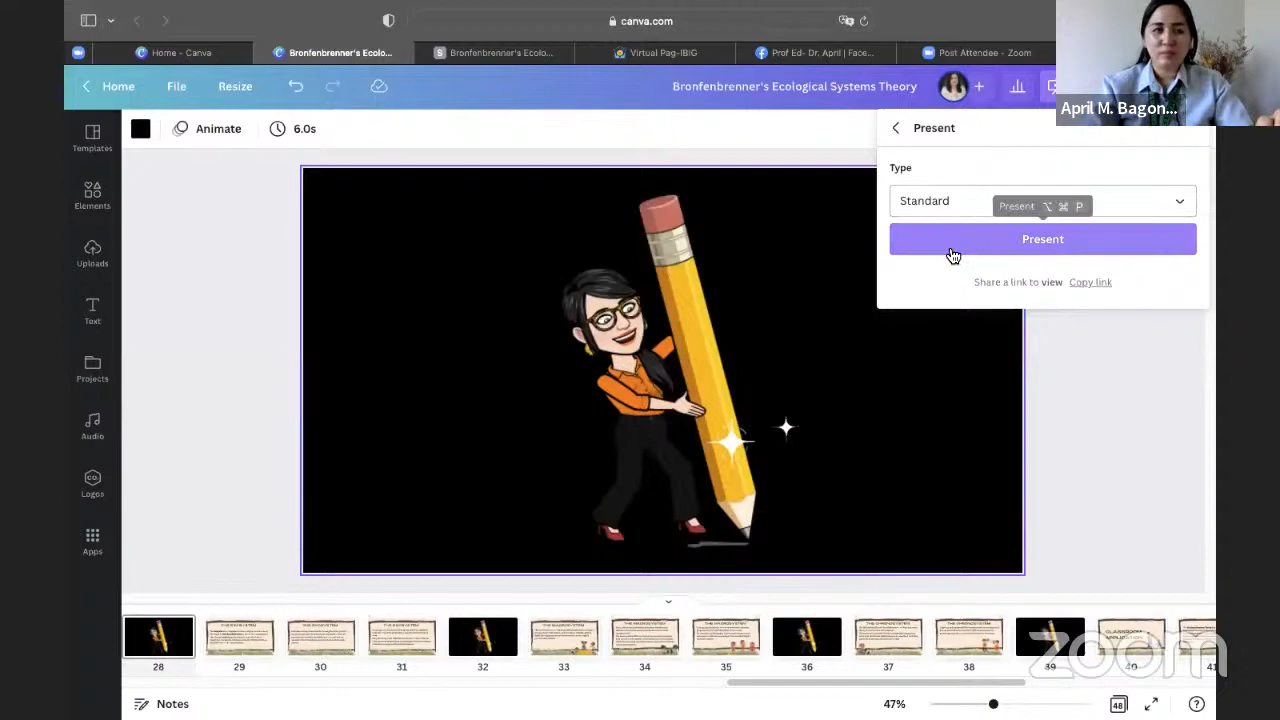 canva.com
Home - Canva
Bronfenbrenner's Ecolo...
S
Bronfenbrenner's Ecolo...
Virtual Pag-IBIG
Prof Ed- Dr. April | Face...
Post Attendee - Zoom
April M. Bagon...
Home
File
Resize
Bronfenbrenner's Ecological Systems Theory
Animate
6.0s
Present
Type
Standard
Present ⌥ ⌘ P
Present
Share a link to view Copy link
Templates
Elements
Uploads
Text
Projects
Audio
Logos
Apps
28
29
30
31
32
33
34
35
36
37
38
39
40
41
CLASSROOM
zoom
Notes
47%
48
?